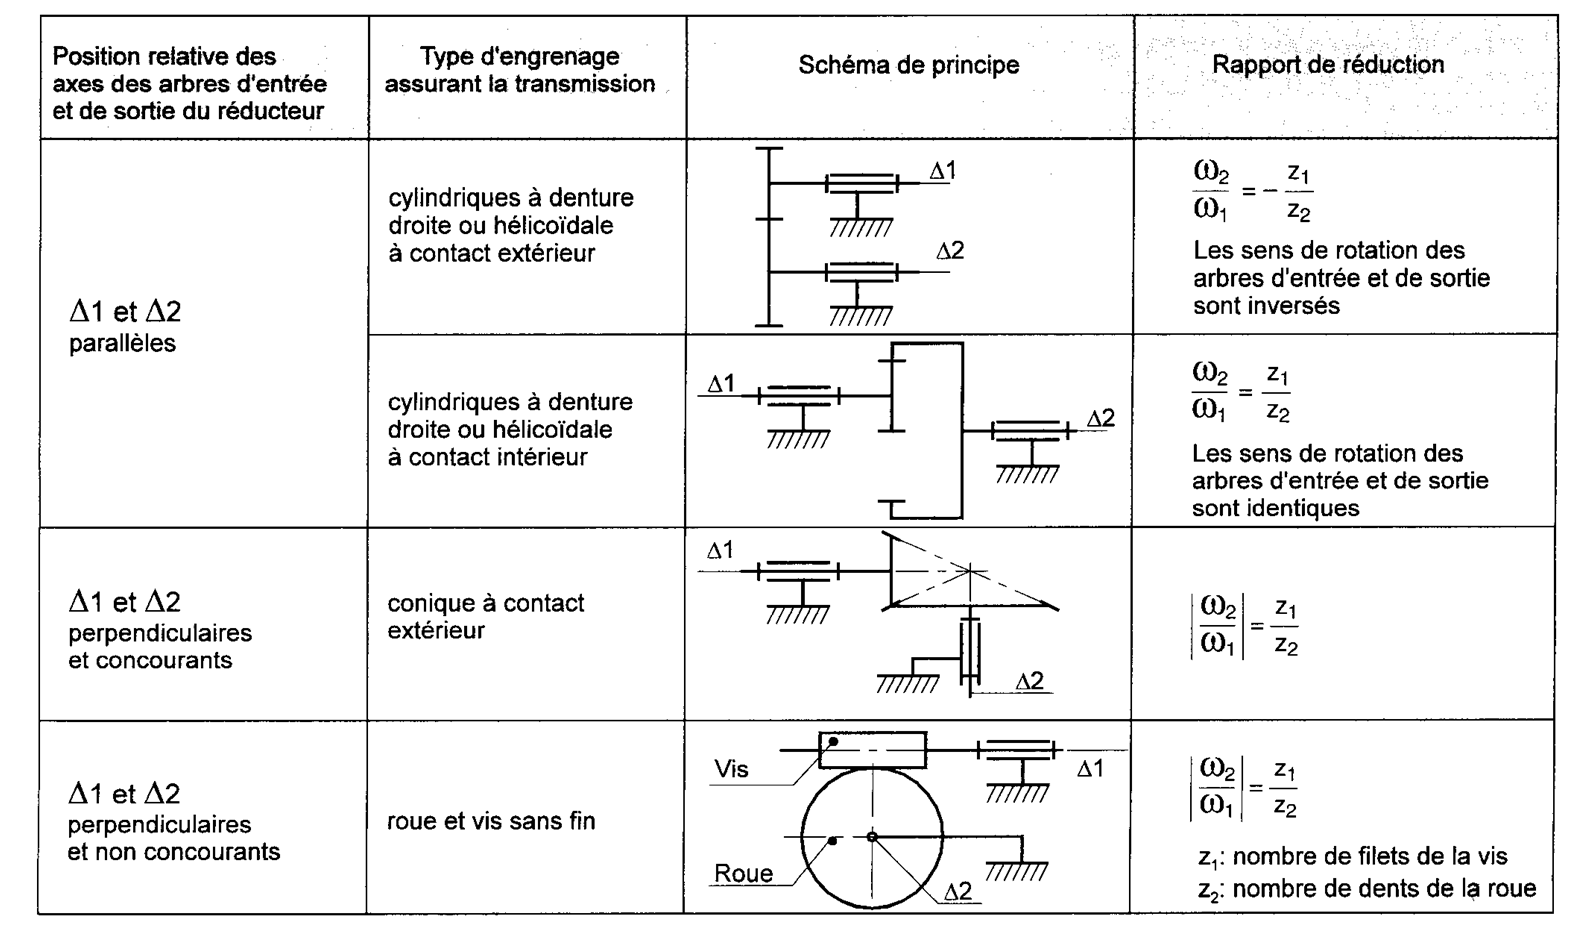 Position relative des
axes des arbres d'entrée
et de sortie du réducteur
Type d'engrenage
assurant la transmission
Schéma de principe
Rapport de réduction
Δ1 et Δ2
parallèles
cylindriques à denture
droite ou hélicoïdale
à contact extérieur
Δ1
Δ2
ω2/ω1 = - z1/z2
Les sens de rotation des
arbres d'entrée et de sortie
sont inversés
cylindriques à denture
droite ou hélicoïdale
à contact intérieur
Δ1
Δ2
ω2/ω1 = z1/z2
Les sens de rotation des
arbres d'entrée et de sortie
sont identiques
Δ1 et Δ2
perpendiculaires
et concourants
conique à contact
extérieur
Δ1
Δ2
|ω2/ω1| = z1/z2
Δ1 et Δ2
perpendiculaires
et non concourants
roue et vis sans fin
Vis
Δ1
Roue
Δ2
|ω2/ω1| = z1/z2
z1: nombre de filets de la vis
z2: nombre de dents de la roue